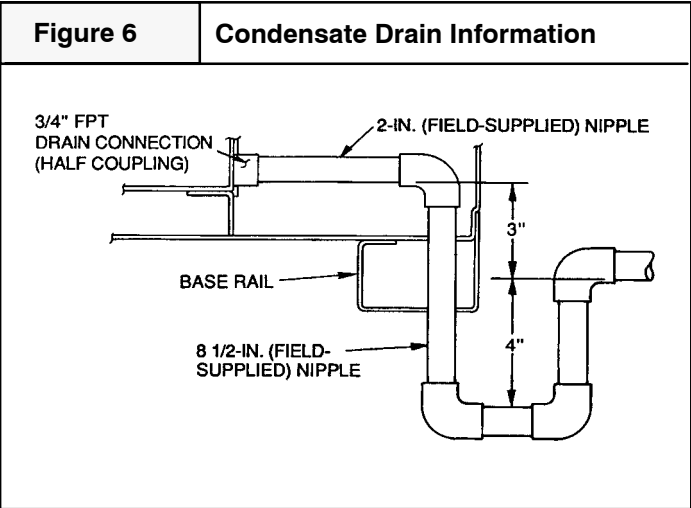 Figure 6
Condensate Drain Information
3/4" FPT
DRAIN CONNECTION
(HALF COUPLING)
2-IN. (FIELD-SUPPLIED) NIPPLE
3"
BASE RAIL
4"
8 1/2-IN. (FIELD-
SUPPLIED) NIPPLE